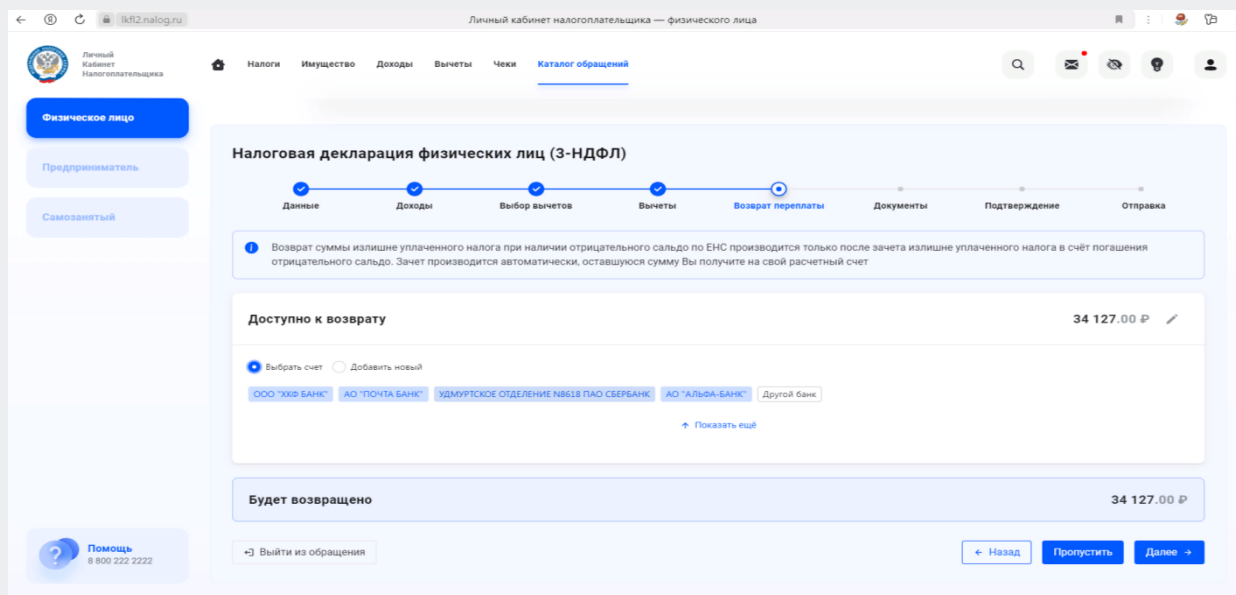 lkfl2.nalog.ru
Личный кабинет налогоплательщика — физического лица
Личный
Кабинет
Налогоплательщика
Налоги Имущество Доходы Вычеты Чеки Каталог обращений
Физическое лицо
Предприниматель
Самозанятый
Налоговая декларация физических лиц (3-НДФЛ)
Данные Доходы Выбор вычетов Вычеты Возврат переплаты Документы Подтверждение Отправка
Возврат суммы излишне уплаченного налога при наличии отрицательного сальдо по ЕНС производится только после зачета излишне уплаченного налога в счёт погашения
отрицательного сальдо. Зачет производится автоматически, оставшуюся сумму Вы получите на свой расчетный счет
Доступно к возврату 34 127.00 ₽
Выбрать счет Добавить новый
ООО "ХКФ БАНК" АО "ПОЧТА БАНК" УДМУРТСКОЕ ОТДЕЛЕНИЕ N8618 ПАО СБЕРБАНК АО "АЛЬФА-БАНК" Другой банк
↑ Показать ещё
Будет возвращено 34 127.00 ₽
Помощь
8 800 222 2222
Выйти из обращения ← Назад Пропустить Далее →